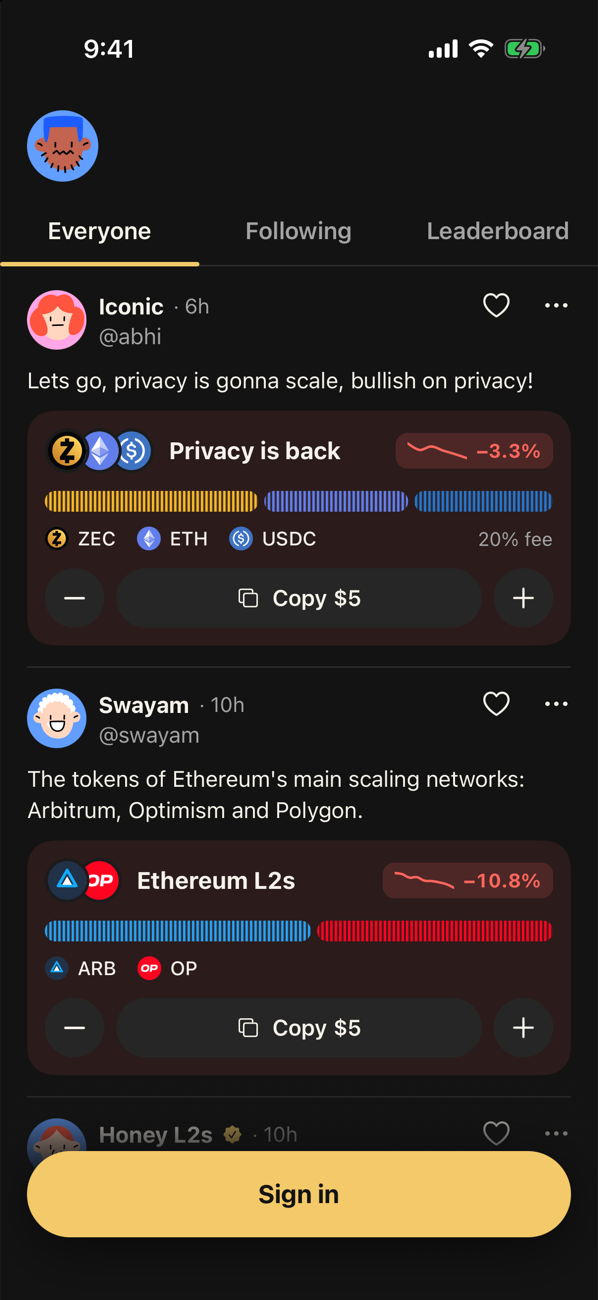 9:41
Everyone Following Leaderboard
Iconic · 6h
@abhi
Lets go, privacy is gonna scale, bullish on privacy!
Privacy is back −3.3%
ZEC ETH USDC 20% fee
Copy $5
Swayam · 10h
@swayam
The tokens of Ethereum's main scaling networks:
Arbitrum, Optimism and Polygon.
OP Ethereum L2s −10.8%
ARB OP OP
Copy $5
Honey L2s · 10h
Sign in